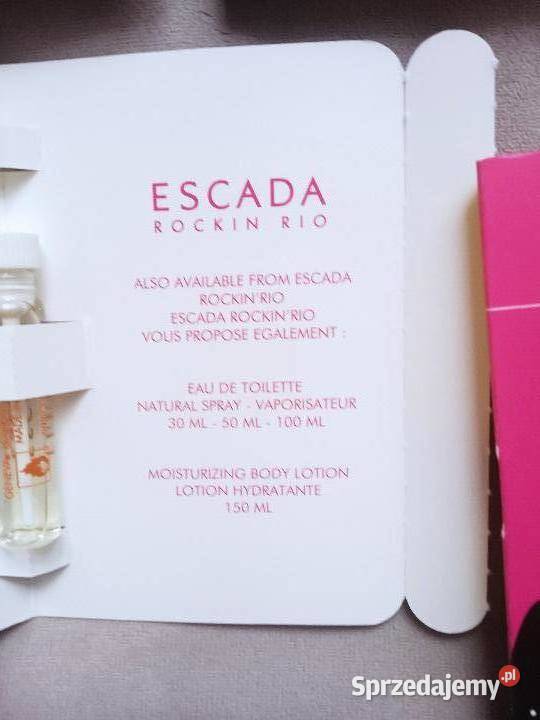 ESCADA
ROCKIN RIO
ALSO AVAILABLE FROM ESCADA
ROCKIN'RIO
ESCADA ROCKIN'RIO
VOUS PROPOSE EGALEMENT :
EAU DE TOILETTE
NATURAL SPRAY - VAPORISATEUR
30 ML - 50 ML - 100 ML
MOISTURIZING BODY LOTION
LOTION HYDRATANTE
150 ML
Sprzedajemy.pl